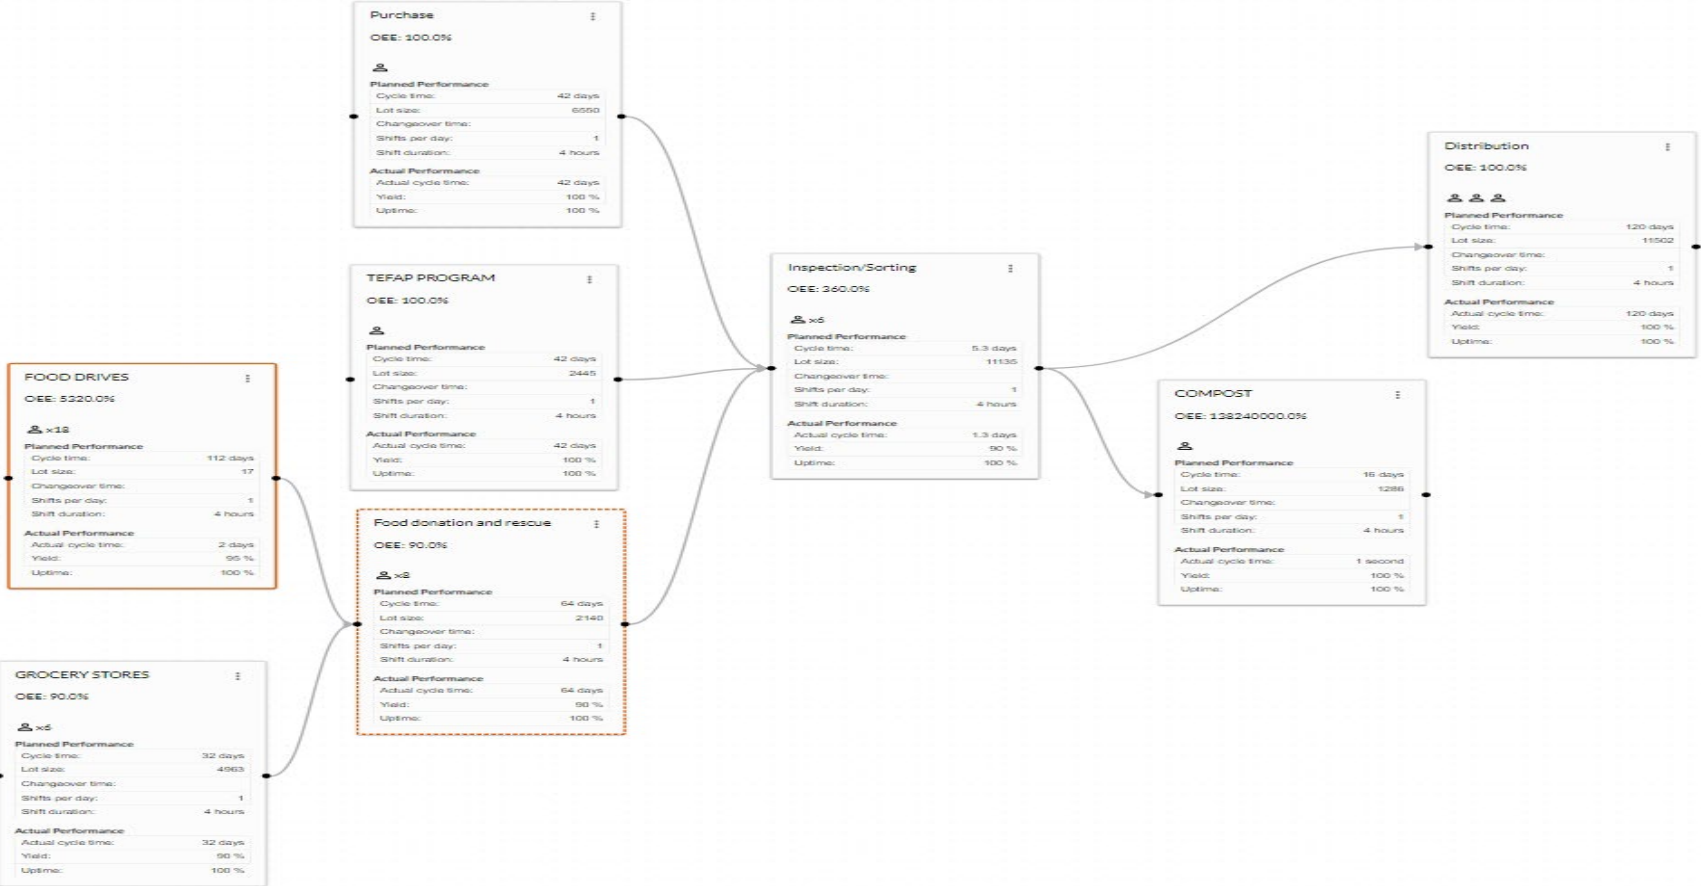 Purchase
OEE: 100.0%
Planned Performance
Cycle time: 42 days
Lot size: 6550
Changeover time:
Shifts per day: 1
Shift duration: 4 hours
Actual Performance
Actual cycle time: 42 days
Yield: 100 %
Uptime: 100 %
TEFAP PROGRAM
OEE: 100.0%
Planned Performance
Cycle time: 42 days
Lot size: 2445
Changeover time:
Shifts per day: 1
Shift duration: 4 hours
Actual Performance
Actual cycle time: 42 days
Yield: 100 %
Uptime: 100 %
FOOD DRIVES
OEE: 5320.0%
x18
Planned Performance
Cycle time: 112 days
Lot size: 17
Changeover time:
Shifts per day: 1
Shift duration: 4 hours
Actual Performance
Actual cycle time: 2 days
Yield: 95 %
Uptime: 100 %
Food donation and rescue
OEE: 90.0%
x8
Planned Performance
Cycle time: 64 days
Lot size: 2140
Changeover time:
Shifts per day: 1
Shift duration: 4 hours
Actual Performance
Actual cycle time: 64 days
Yield: 90 %
Uptime: 100 %
GROCERY STORES
OEE: 90.0%
x6
Planned Performance
Cycle time: 32 days
Lot size: 4963
Changeover time:
Shifts per day: 1
Shift duration: 4 hours
Actual Performance
Actual cycle time: 32 days
Yield: 90 %
Uptime: 100 %
Inspection/Sorting
OEE: 360.0%
x6
Planned Performance
Cycle time: 5.3 days
Lot size: 11135
Changeover time:
Shifts per day: 1
Shift duration: 4 hours
Actual Performance
Actual cycle time: 1.3 days
Yield: 90 %
Uptime: 100 %
Distribution
OEE: 100.0%
Planned Performance
Cycle time: 120 days
Lot size: 11502
Changeover time:
Shifts per day: 1
Shift duration: 4 hours
Actual Performance
Actual cycle time: 120 days
Yield: 100 %
Uptime: 100 %
COMPOST
OEE: 138240000.0%
Planned Performance
Cycle time: 16 days
Lot size: 1286
Changeover time:
Shifts per day: 1
Shift duration: 4 hours
Actual Performance
Actual cycle time: 1 second
Yield: 100 %
Uptime: 100 %